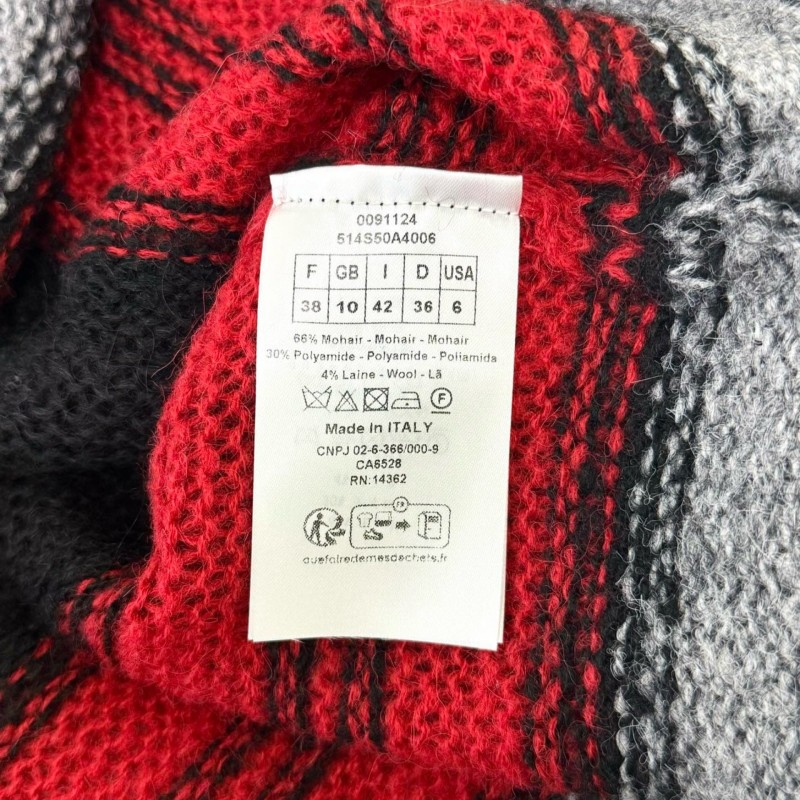 0091124
514S50A4006
F GB I D USA
38 10 42 36 6
66% Mohair - Mohair - Mohair
30% Polyamide - Polyamide - Poliamida
4% Laine - Wool - Lã
F
Made In ITALY
CNPJ 02-6-366/000-9
CA6528
RN:14362
FR
quefairedemesdechets.fr